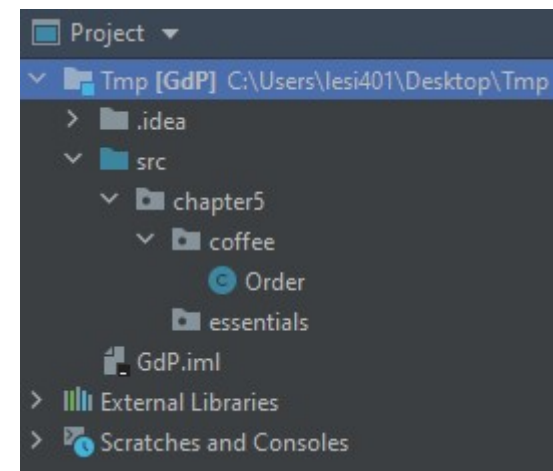 Project
Tmp [GdP] C:\Users\lesi401\Desktop\Tmp
.idea
src
chapter5
coffee
C Order
essentials
GdP.iml
External Libraries
Scratches and Consoles